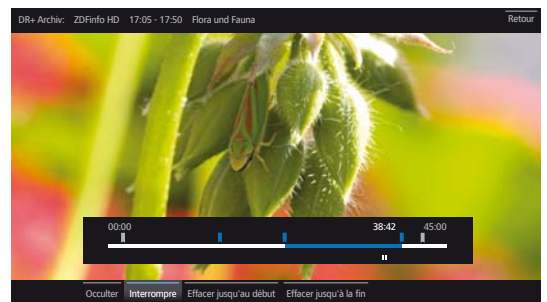 DR+ Archiv: ZDFinfo HD 17:05 - 17:50 Flora und Fauna Retour
00:00 38:42 45:00
Occulter Interrompre Effacer jusqu'au début Effacer jusqu'à la fin